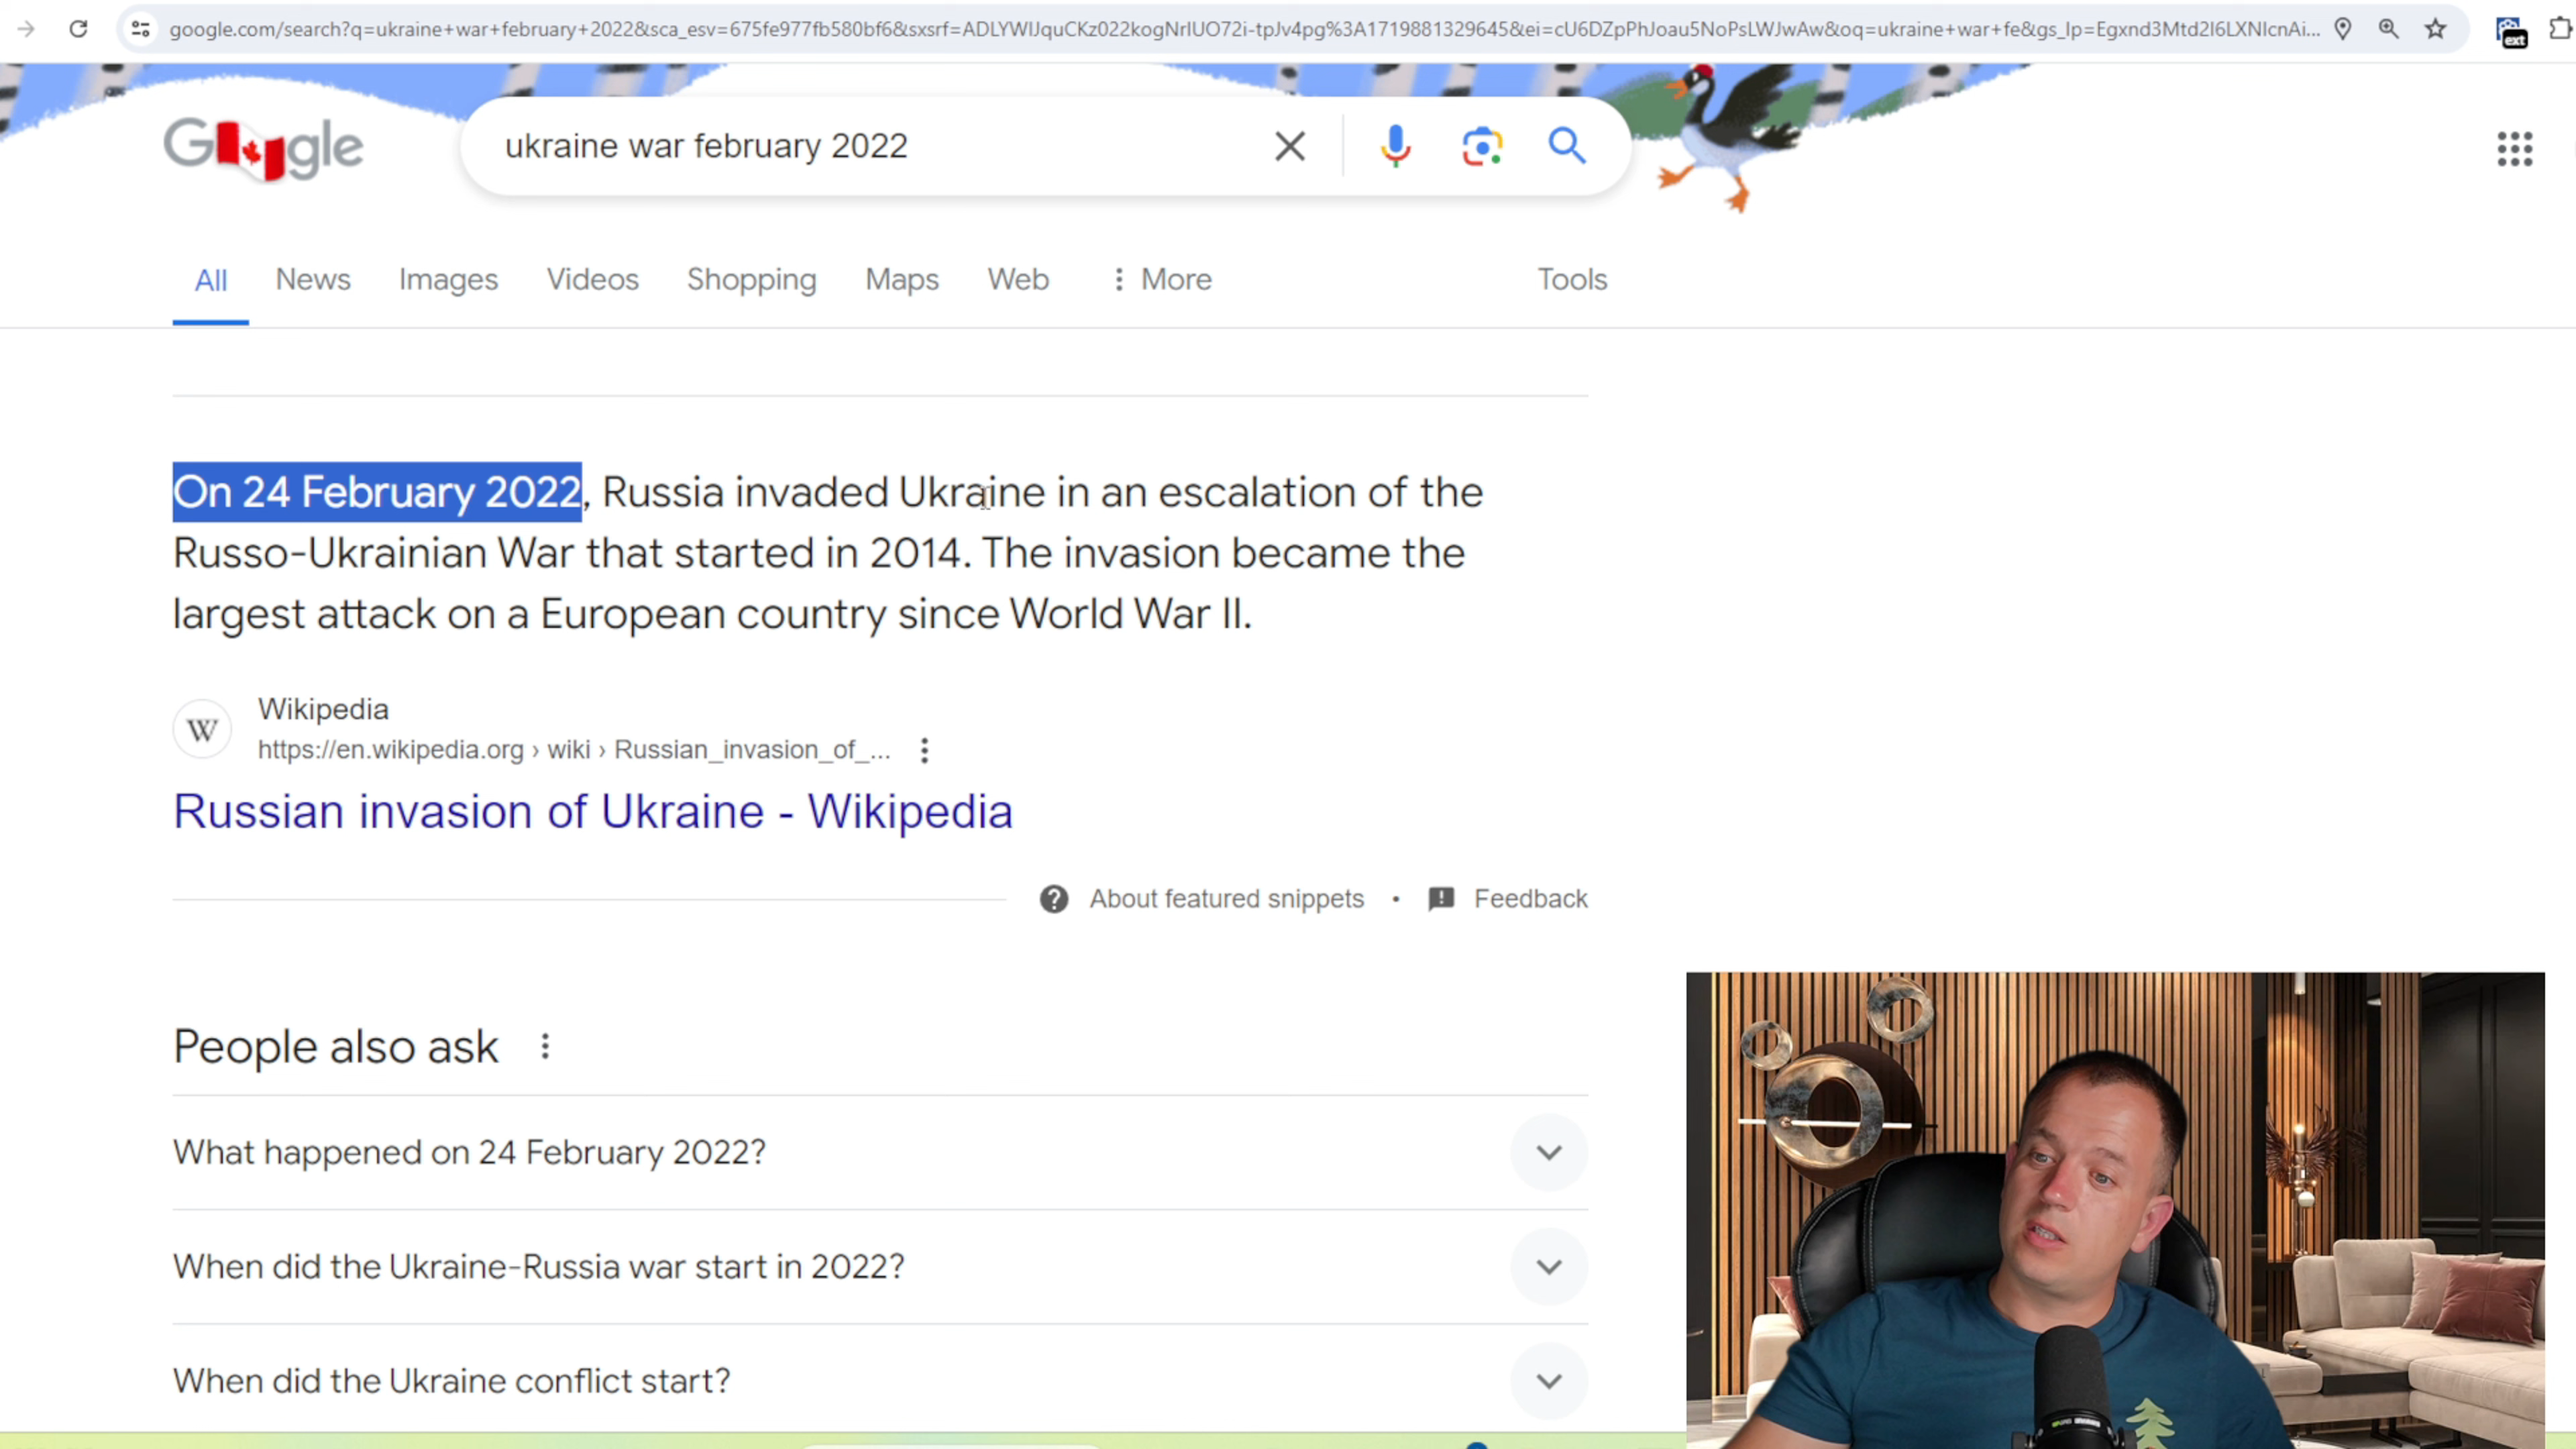 google.com/search?q=ukraine+war+february+2022&sca_esv=675fe977fb580bf6&sxsrf=ADLYWIJquCKz022kogNrIUO72i-tpJv4pg%3A1719881329645&ei=cU6DZpPhJoau5NoPsLWJwAw&oq=ukraine+war+fe&gs_lp=Egxnd3Mtd2l6LXNlcnAi...
ext
Google
ukraine war february 2022
All News Images Videos Shopping Maps Web More Tools
On 24 February 2022, Russia invaded Ukraine in an escalation of the
Russo-Ukrainian War that started in 2014. The invasion became the
largest attack on a European country since World War II.
W
Wikipedia
https://en.wikipedia.org › wiki › Russian_invasion_of_...
Russian invasion of Ukraine - Wikipedia
About featured snippets • Feedback
People also ask
What happened on 24 February 2022?
When did the Ukraine-Russia war start in 2022?
When did the Ukraine conflict start?